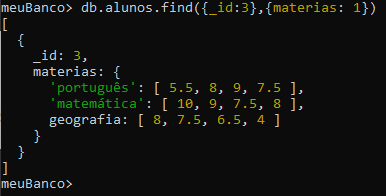 meuBanco> db.alunos.find({_id:3},{materias: 1})
[
  {
    _id: 3,
    materias: {
      'português': [ 5.5, 8, 9, 7.5 ],
      'matemática': [ 10, 9, 7.5, 8 ],
      geografia: [ 8, 7.5, 6.5, 4 ]
    }
  }
]
meuBanco>